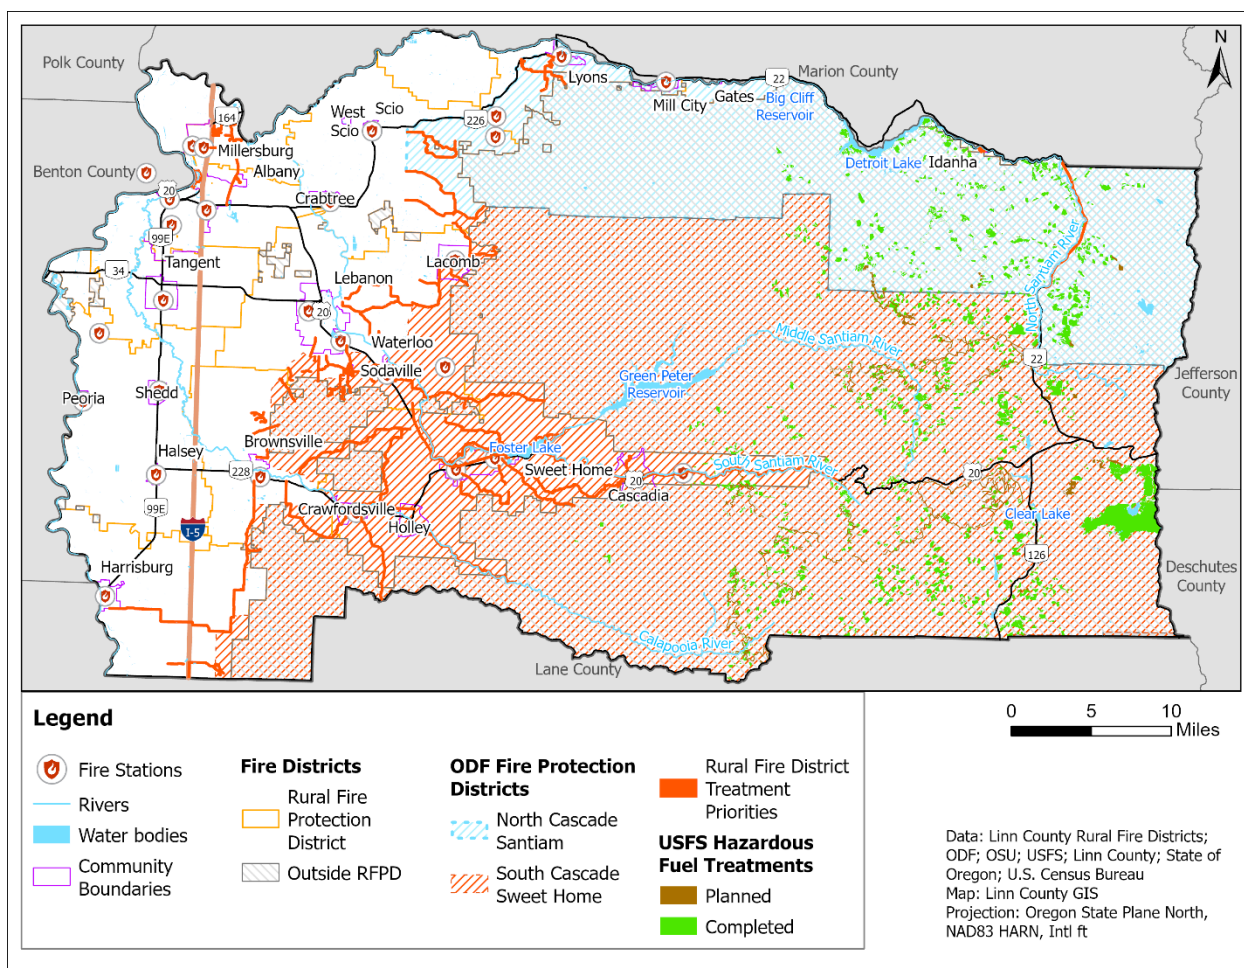 N
Polk County
Marion County
22
Lyons
Mill City
Gates
Big Cliff
Reservoir
West
Scio
Scio
226
164
Millersburg
Albany
Benton County
20
Detroit Lake
Idanha
Crabtree
99E
Tangent
34
Lacomb
Lebanon
20
North Santiam River
Waterloo
Middle Santiam River
Sodaville
Green Peter
Reservoir
22
Jefferson
County
Peoria
Shedd
Halsey
Brownsville
228
Foster Lake
Sweet Home
South Santiam River
20
Cascadia
20
99E
Crawfordsville
Holley
Clear Lake
I-5
126
Harrisburg
Deschutes
County
Calapooia River
Lane County
Legend
Fire Stations
Rivers
Water bodies
Community
Boundaries
Fire Districts
Rural Fire
Protection
District
Outside RFPD
ODF Fire Protection
Districts
North Cascade
Santiam
South Cascade
Sweet Home
Rural Fire District
Treatment
Priorities
USFS Hazardous
Fuel Treatments
Planned
Completed
0 5 10
Miles
Data: Linn County Rural Fire Districts;
ODF; OSU; USFS; Linn County; State of
Oregon; U.S. Census Bureau
Map: Linn County GIS
Projection: Oregon State Plane North,
NAD83 HARN, Intl ft